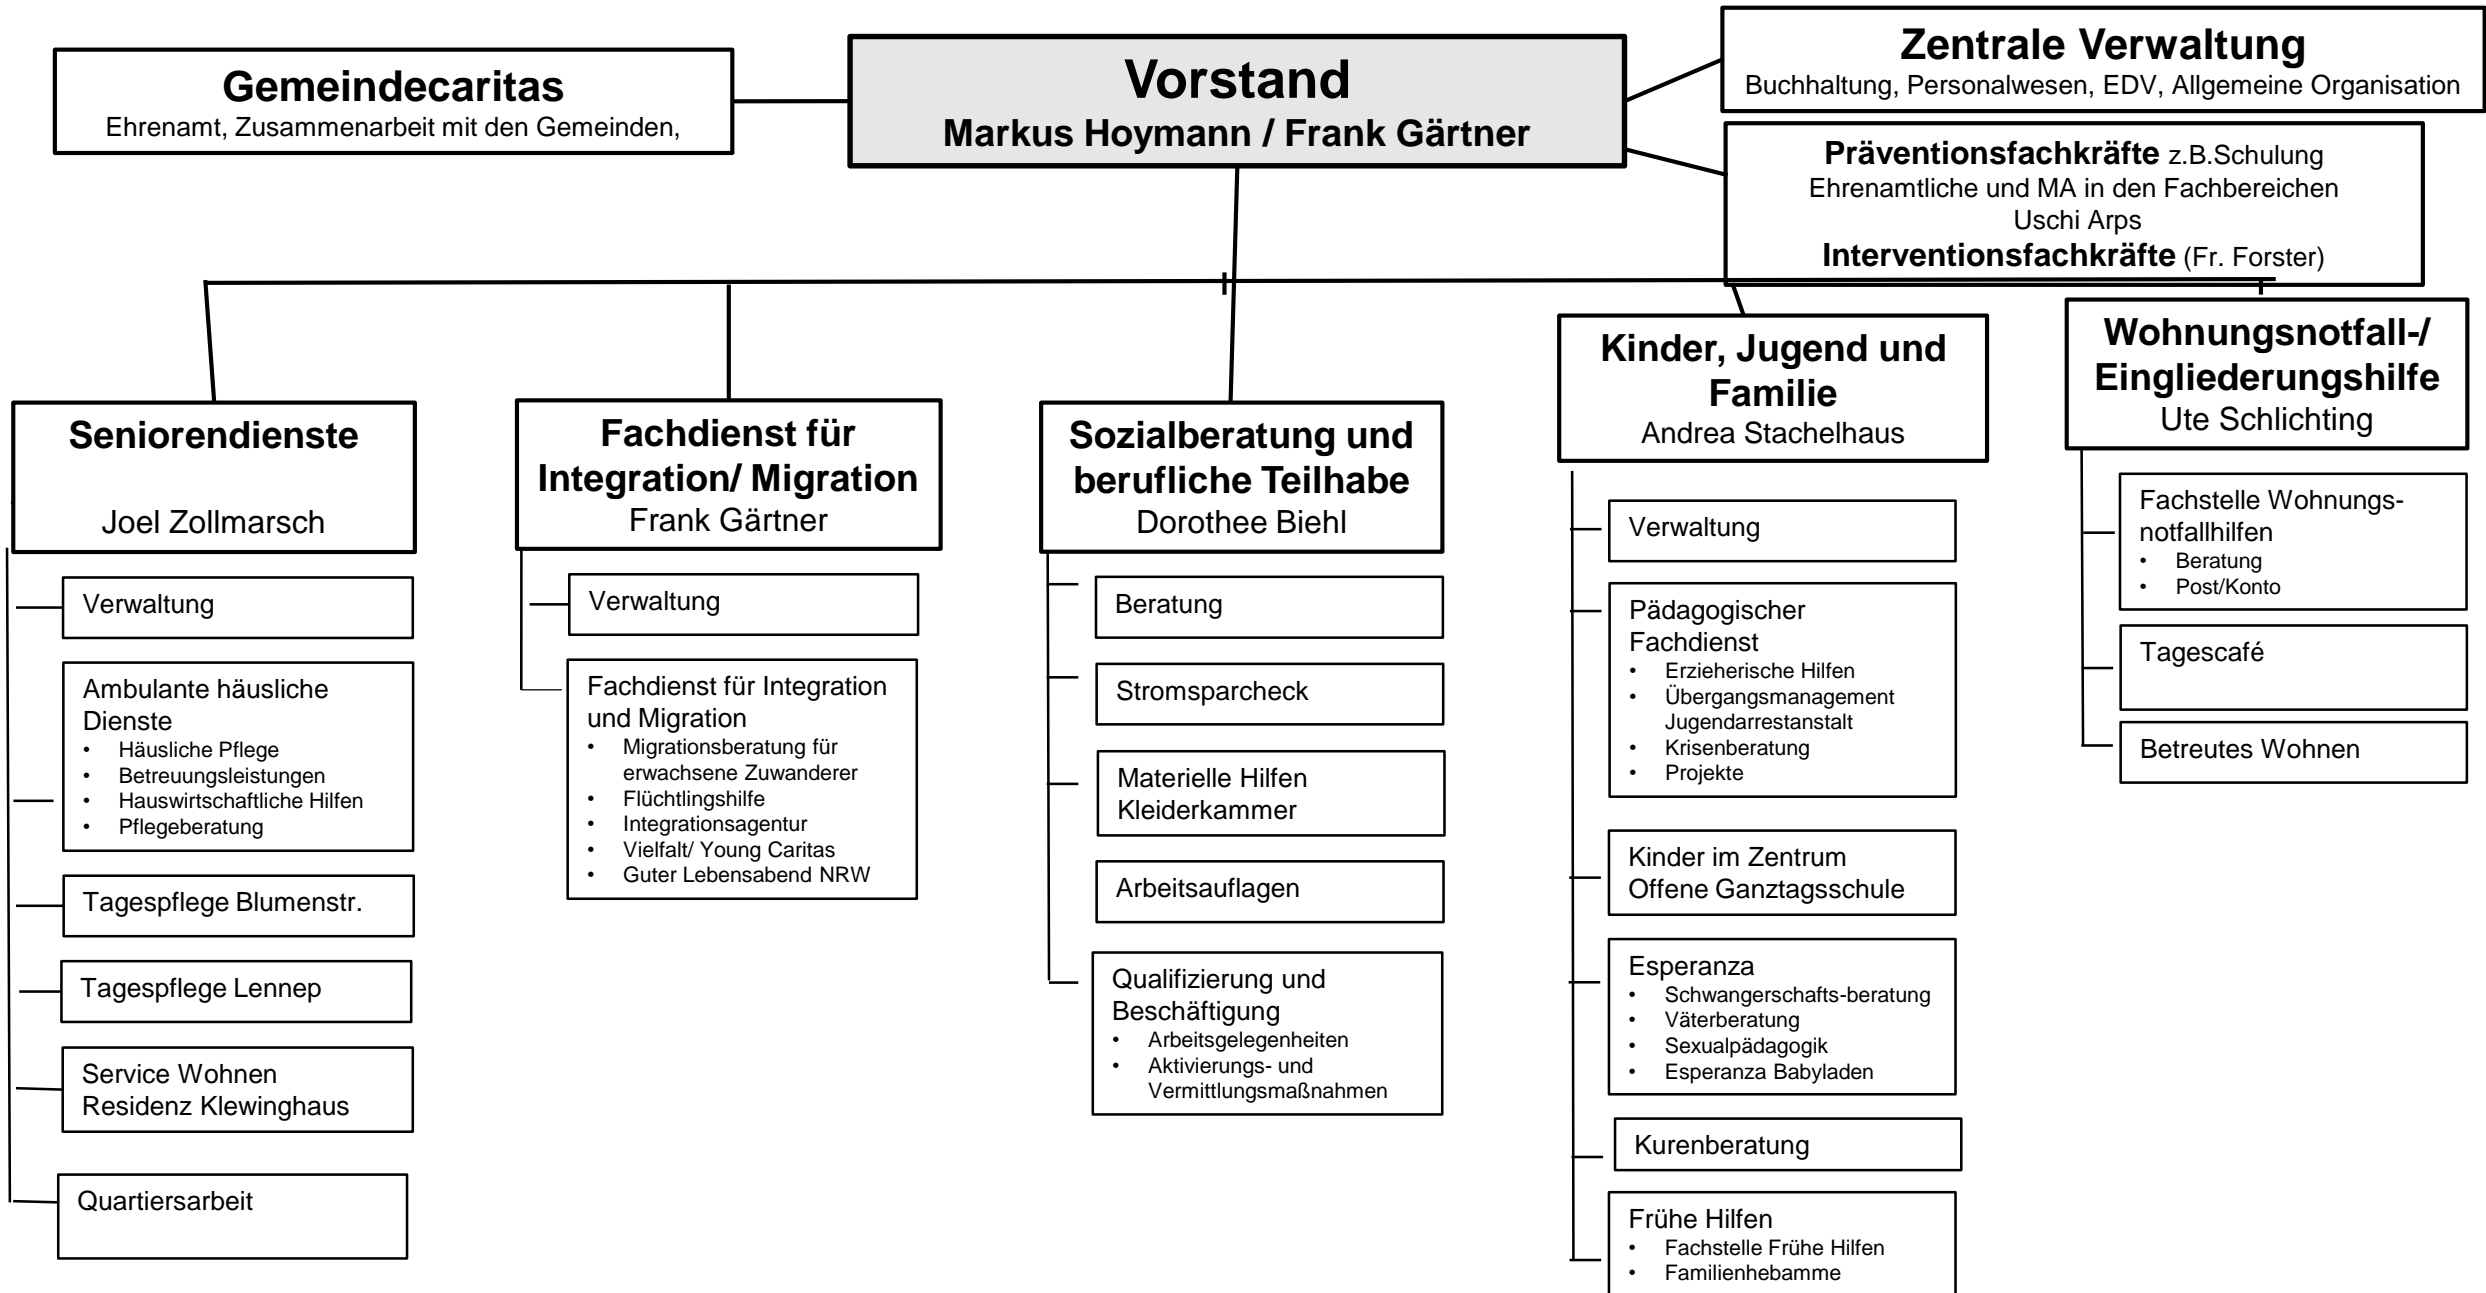 Gemeindecaritas
Ehrenamt, Zusammenarbeit mit den Gemeinden,
Vorstand
Markus Hoymann / Frank Gärtner
Zentrale Verwaltung
Buchhaltung, Personalwesen, EDV, Allgemeine Organisation
Präventionsfachkräfte z.B.Schulung
Ehrenamtliche und MA in den Fachbereichen
Uschi Arps
Interventionsfachkräfte (Fr. Forster)
Seniorendienste
Joel Zollmarsch
Verwaltung
Ambulante häusliche
Dienste
• Häusliche Pflege
• Betreuungsleistungen
• Hauswirtschaftliche Hilfen
• Pflegeberatung
Tagespflege Blumenstr.
Tagespflege Lennep
Service Wohnen
Residenz Klewinghaus
Quartiersarbeit
Fachdienst für
Integration/ Migration
Frank Gärtner
Verwaltung
Fachdienst für Integration
und Migration
• Migrationsberatung für
erwachsene Zuwanderer
• Flüchtlingshilfe
• Integrationsagentur
• Vielfalt/ Young Caritas
• Guter Lebensabend NRW
Sozialberatung und
berufliche Teilhabe
Dorothee Biehl
Beratung
Stromsparcheck
Materielle Hilfen
Kleiderkammer
Arbeitsauflagen
Qualifizierung und
Beschäftigung
• Arbeitsgelegenheiten
• Aktivierungs- und
Vermittlungsmaßnahmen
Kinder, Jugend und
Familie
Andrea Stachelhaus
Verwaltung
Pädagogischer
Fachdienst
• Erzieherische Hilfen
• Übergangsmanagement
Jugendarrestanstalt
• Krisenberatung
• Projekte
Kinder im Zentrum
Offene Ganztagsschule
Esperanza
• Schwangerschafts-beratung
• Väterberatung
• Sexualpädagogik
• Esperanza Babyladen
Kurenberatung
Frühe Hilfen
• Fachstelle Frühe Hilfen
• Familienhebamme
Wohnungsnotfall-/
Eingliederungshilfe
Ute Schlichting
Fachstelle Wohnungs-
notfallhilfen
• Beratung
• Post/Konto
Tagescafé
Betreutes Wohnen